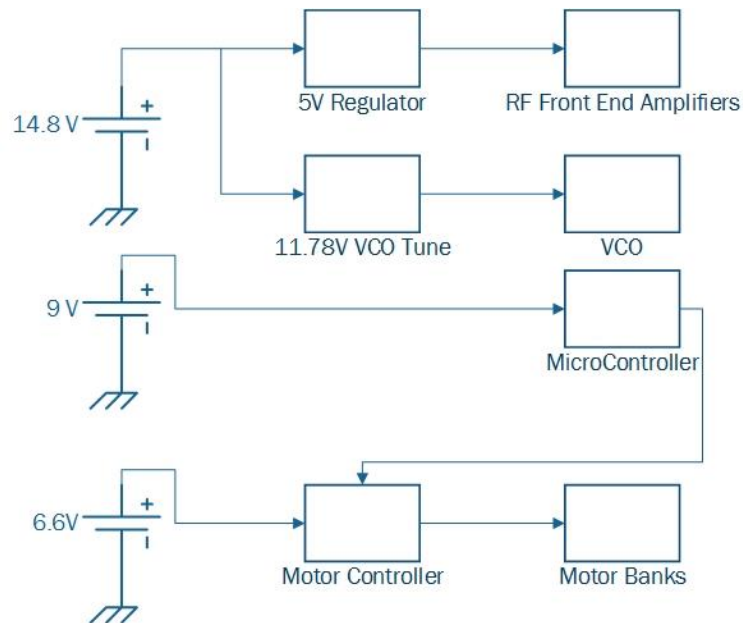 14.8 V
+
5V Regulator
RF Front End Amplifiers
11.78V VCO Tune
VCO
9 V
+
MicroController
6.6V
+
Motor Controller
Motor Banks